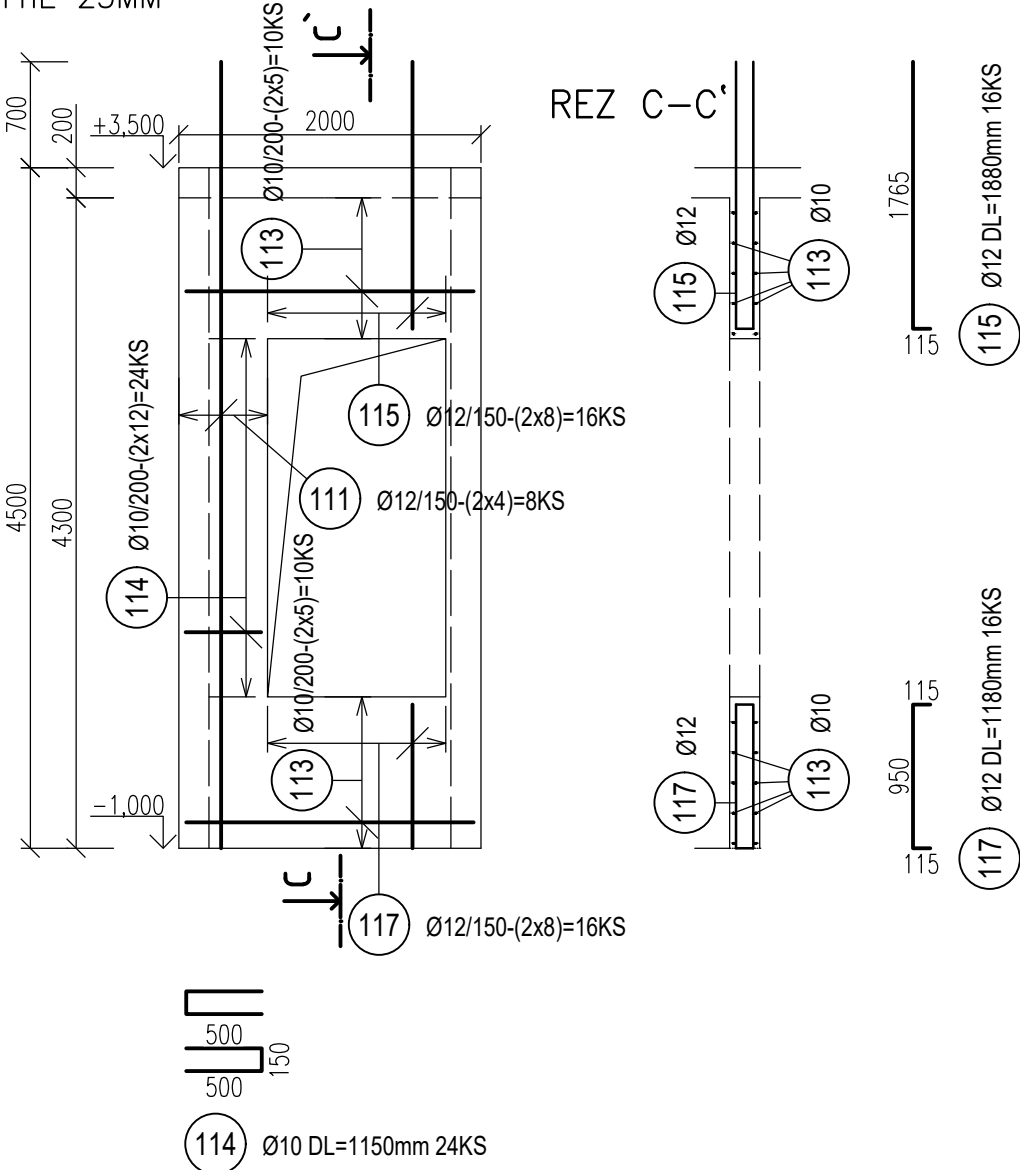 Ø10/200-(2x5)=10KS
C'
REZ C-C'
700
200
+3,500
2000
113
Ø12
Ø10
115
113
1765
Ø12 DL=1880mm 16KS
115
115
Ø10/200-(2x12)=24KS
114
115 Ø12/150-(2x8)=16KS
111 Ø12/150-(2x4)=8KS
4500
4300
Ø10/200-(2x5)=10KS
113
Ø12
Ø10
117
113
115
950
115
Ø12 DL=1180mm 16KS
117
-1,000
C
117 Ø12/150-(2x8)=16KS
500
150
500
114 Ø10 DL=1150mm 24KS